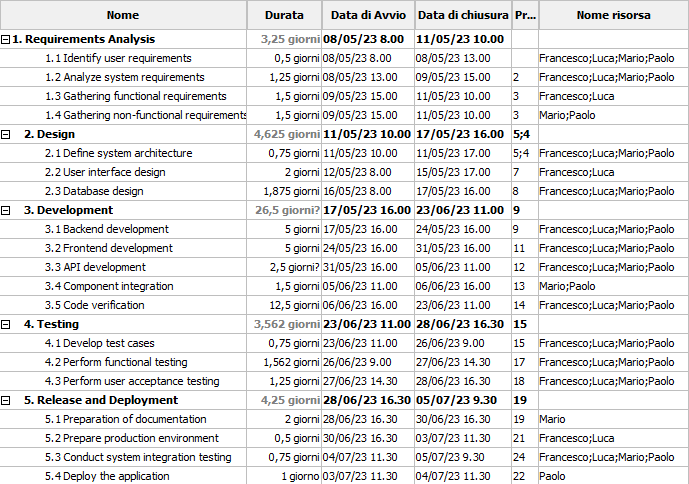 Nome Durata Data di Avvio Data di chiusura Pr... Nome risorsa
1. Requirements Analysis 3,25 giorni 08/05/23 8.00 11/05/23 10.00
1.1 Identify user requirements 0,5 giorni 08/05/23 8.00 08/05/23 13.00 Francesco;Luca;Mario;Paolo
1.2 Analyze system requirements 1,25 giorni 08/05/23 13.00 09/05/23 15.00 2 Francesco;Luca;Mario;Paolo
1.3 Gathering functional requirements 1,5 giorni 09/05/23 15.00 11/05/23 10.00 3 Francesco;Luca
1.4 Gathering non-functional requirements 1,5 giorni 09/05/23 15.00 11/05/23 10.00 3 Mario;Paolo
2. Design 4,625 giorni 11/05/23 10.00 17/05/23 16.00 5;4
2.1 Define system architecture 0,75 giorni 11/05/23 10.00 11/05/23 17.00 5;4 Francesco;Luca;Mario;Paolo
2.2 User interface design 2 giorni 12/05/23 8.00 15/05/23 17.00 7 Francesco;Luca
2.3 Database design 1,875 giorni 16/05/23 8.00 17/05/23 16.00 8 Francesco;Luca;Mario;Paolo
3. Development 26,5 giorni? 17/05/23 16.00 23/06/23 11.00 9
3.1 Backend development 5 giorni 17/05/23 16.00 24/05/23 16.00 9 Francesco;Luca;Mario;Paolo
3.2 Frontend development 5 giorni 24/05/23 16.00 31/05/23 16.00 11 Francesco;Luca;Mario;Paolo
3.3 API development 2,5 giorni? 31/05/23 16.00 05/06/23 11.00 12 Francesco;Luca;Mario;Paolo
3.4 Component integration 1,5 giorni 05/06/23 11.00 06/06/23 16.00 13 Mario;Paolo
3.5 Code verification 12,5 giorni 06/06/23 16.00 23/06/23 11.00 14 Francesco;Luca;Mario;Paolo
4. Testing 3,562 giorni 23/06/23 11.00 28/06/23 16.30 15
4.1 Develop test cases 0,75 giorni 23/06/23 11.00 26/06/23 9.00 15 Francesco;Luca;Mario;Paolo
4.2 Perform functional testing 1,562 giorni 26/06/23 9.00 27/06/23 14.30 17 Francesco;Luca;Mario;Paolo
4.3 Perform user acceptance testing 1,25 giorni 27/06/23 14.30 28/06/23 16.30 18 Francesco;Luca;Mario;Paolo
5. Release and Deployment 4,25 giorni 28/06/23 16.30 05/07/23 9.30 19
5.1 Preparation of documentation 2 giorni 28/06/23 16.30 30/06/23 16.30 19 Mario
5.2 Prepare production environment 0,5 giorni 30/06/23 16.30 03/07/23 11.30 21 Francesco;Luca
5.3 Conduct system integration testing 0,75 giorni 04/07/23 11.30 05/07/23 9.30 24 Francesco;Luca;Mario;Paolo
5.4 Deploy the application 1 giorno 03/07/23 11.30 04/07/23 11.30 22 Paolo